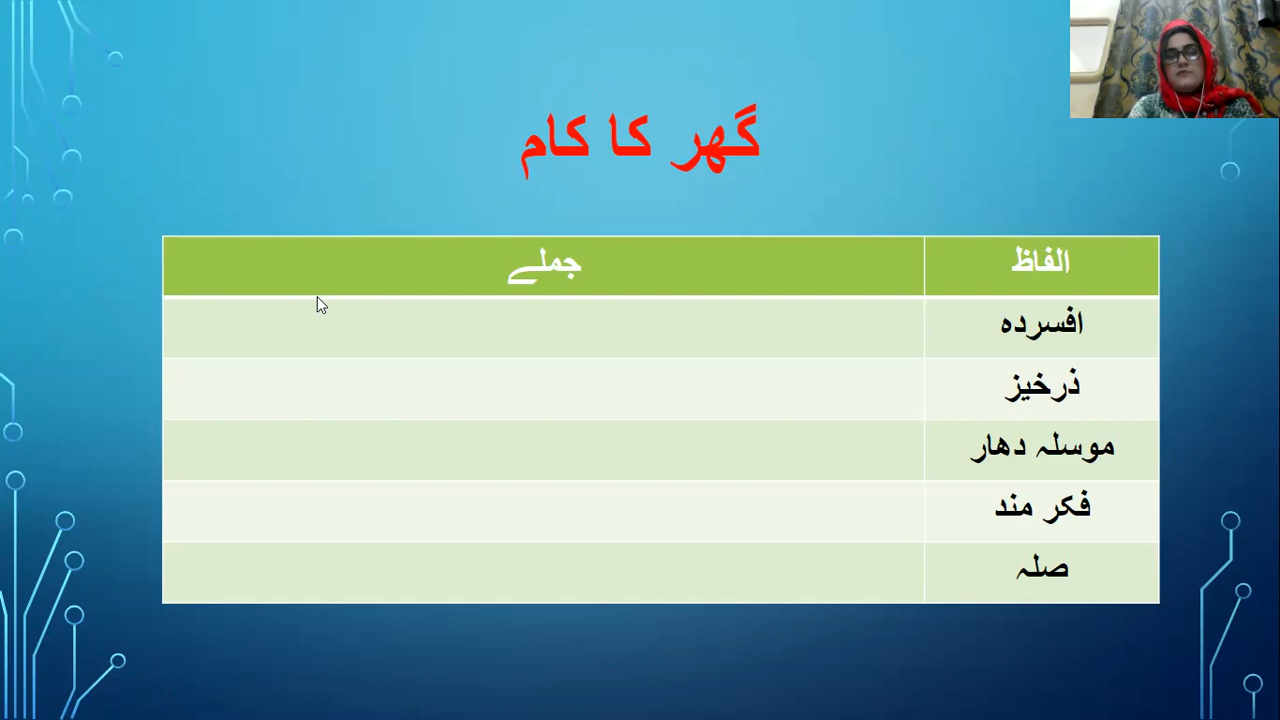 گھر کا کام
الفاظ جملے
افسردہ
ذرخیز
موسلہ دھار
فکر مند
صلہ